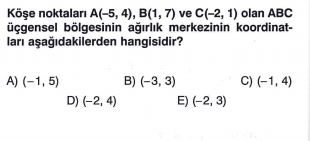 Köşe noktaları A(–5, 4), B(1, 7) ve C(–2, 1) olan ABC
üçgensel bölgesinin ağırlık merkezinin koordinat-
ları aşağıdakilerden hangisidir?
A) (–1, 5) B) (–3, 3) C) (–1, 4)
D) (–2, 4) E) (–2, 3)